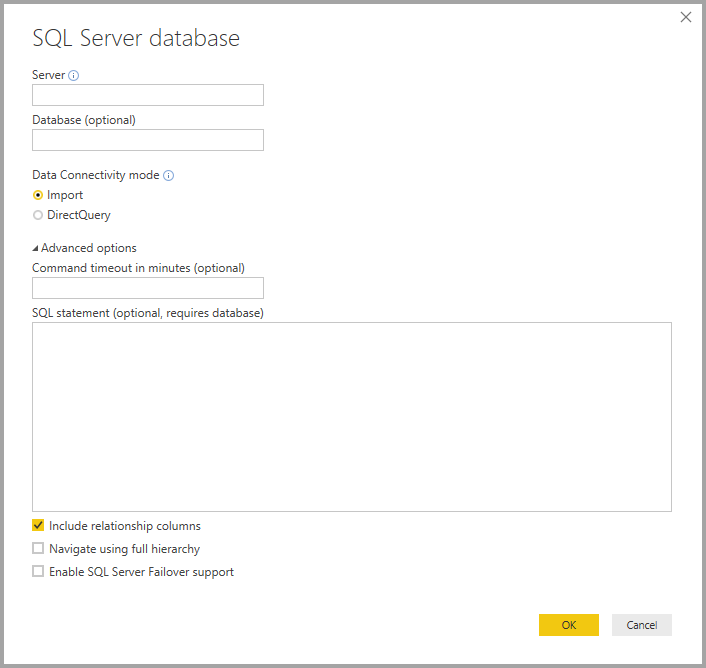 SQL Server database
Server
Database (optional)
Data Connectivity mode
Import
DirectQuery
Advanced options
Command timeout in minutes (optional)
SQL statement (optional, requires database)
Include relationship columns
Navigate using full hierarchy
Enable SQL Server Failover support
OK Cancel